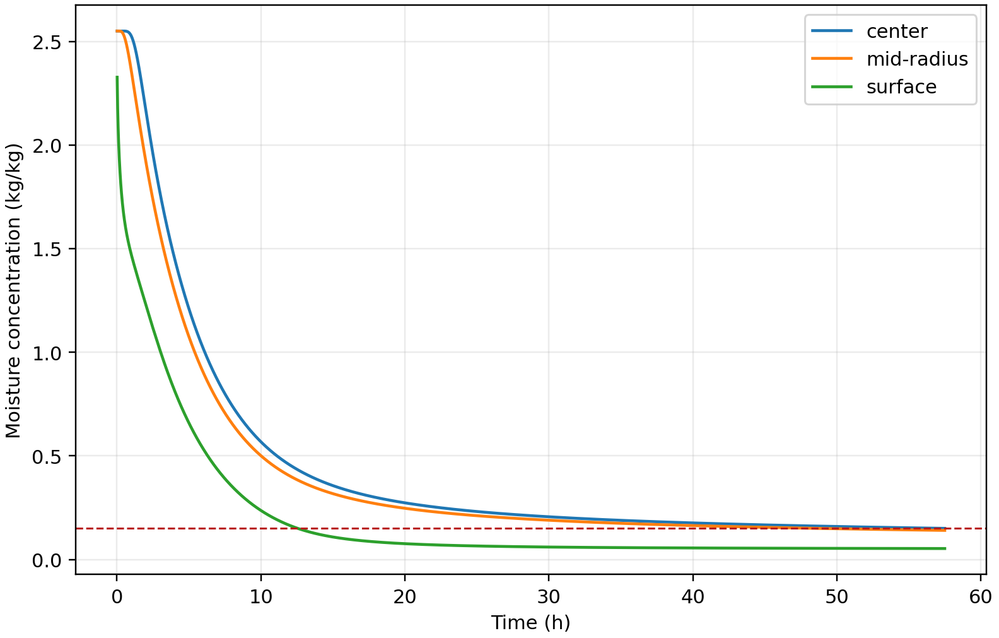 center
mid-radius
surface
Moisture concentration (kg/kg)
2.5
2.0
1.5
1.0
0.5
0.0
0 10 20 30 40 50 60
Time (h)